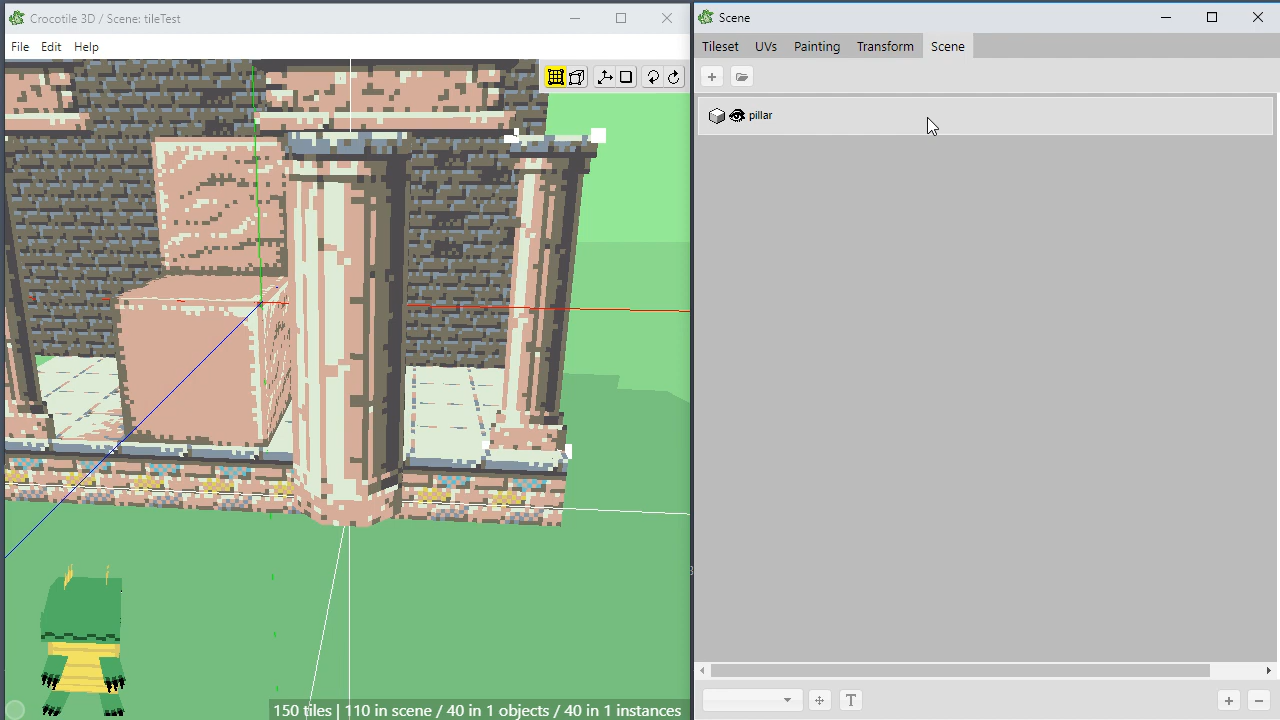 Crocotile 3D / Scene: tileTest
File Edit Help
150 tiles | 110 in scene / 40 in 1 objects / 40 in 1 instances
Scene
Tileset UVs Painting Transform Scene
pillar
T